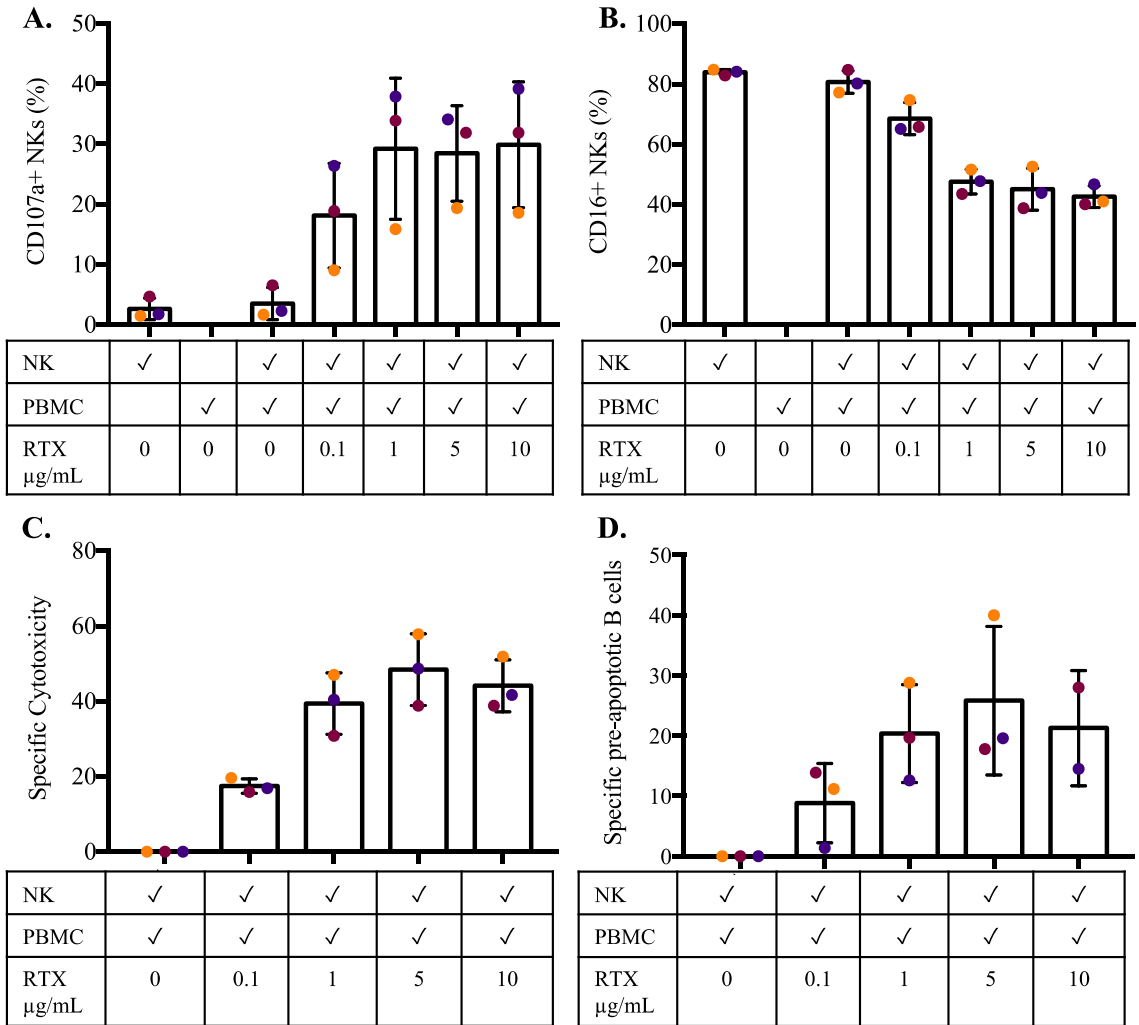 A.
CD107a+ NKs (%)
50
40
30
20
10
0
NK ✓ ✓ ✓ ✓ ✓ ✓
PBMC ✓ ✓ ✓ ✓ ✓ ✓
RTX 0 0 0 0.1 1 5 10
µg/mL
B.
CD16+ NKs (%)
100
80
60
40
20
0
NK ✓ ✓ ✓ ✓ ✓ ✓
PBMC ✓ ✓ ✓ ✓ ✓ ✓
RTX 0 0 0 0.1 1 5 10
µg/mL
C.
Specific Cytotoxicity
80
60
40
20
0
NK ✓ ✓ ✓ ✓ ✓
PBMC ✓ ✓ ✓ ✓ ✓
RTX 0 0.1 1 5 10
µg/mL
D.
Specific pre-apoptotic B cells
50
40
30
20
10
0
NK ✓ ✓ ✓ ✓ ✓
PBMC ✓ ✓ ✓ ✓ ✓
RTX 0 0.1 1 5 10
µg/mL